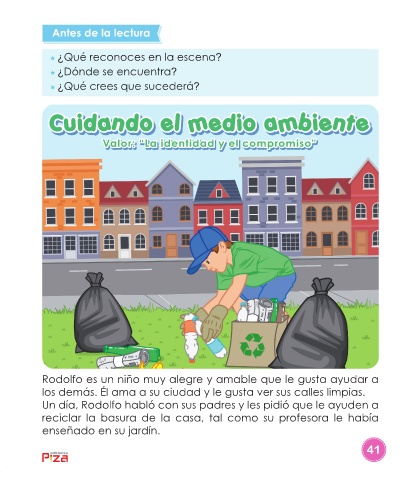 Antes de la lectura
¿Qué reconoces en la escena?
¿Dónde se encuentra?
¿Qué crees que sucederá?
Cuidando el medio ambiente
Valor: "La identidad y el compromiso"
Rodolfo es un niño muy alegre y amable que le gusta ayudar a
los demás. Él ama a su ciudad y le gusta ver sus calles limpias.
Un día, Rodolfo habló con sus padres y les pidió que le ayuden a
reciclar la basura de la casa, tal como su profesora le había
enseñado en su jardín.
41